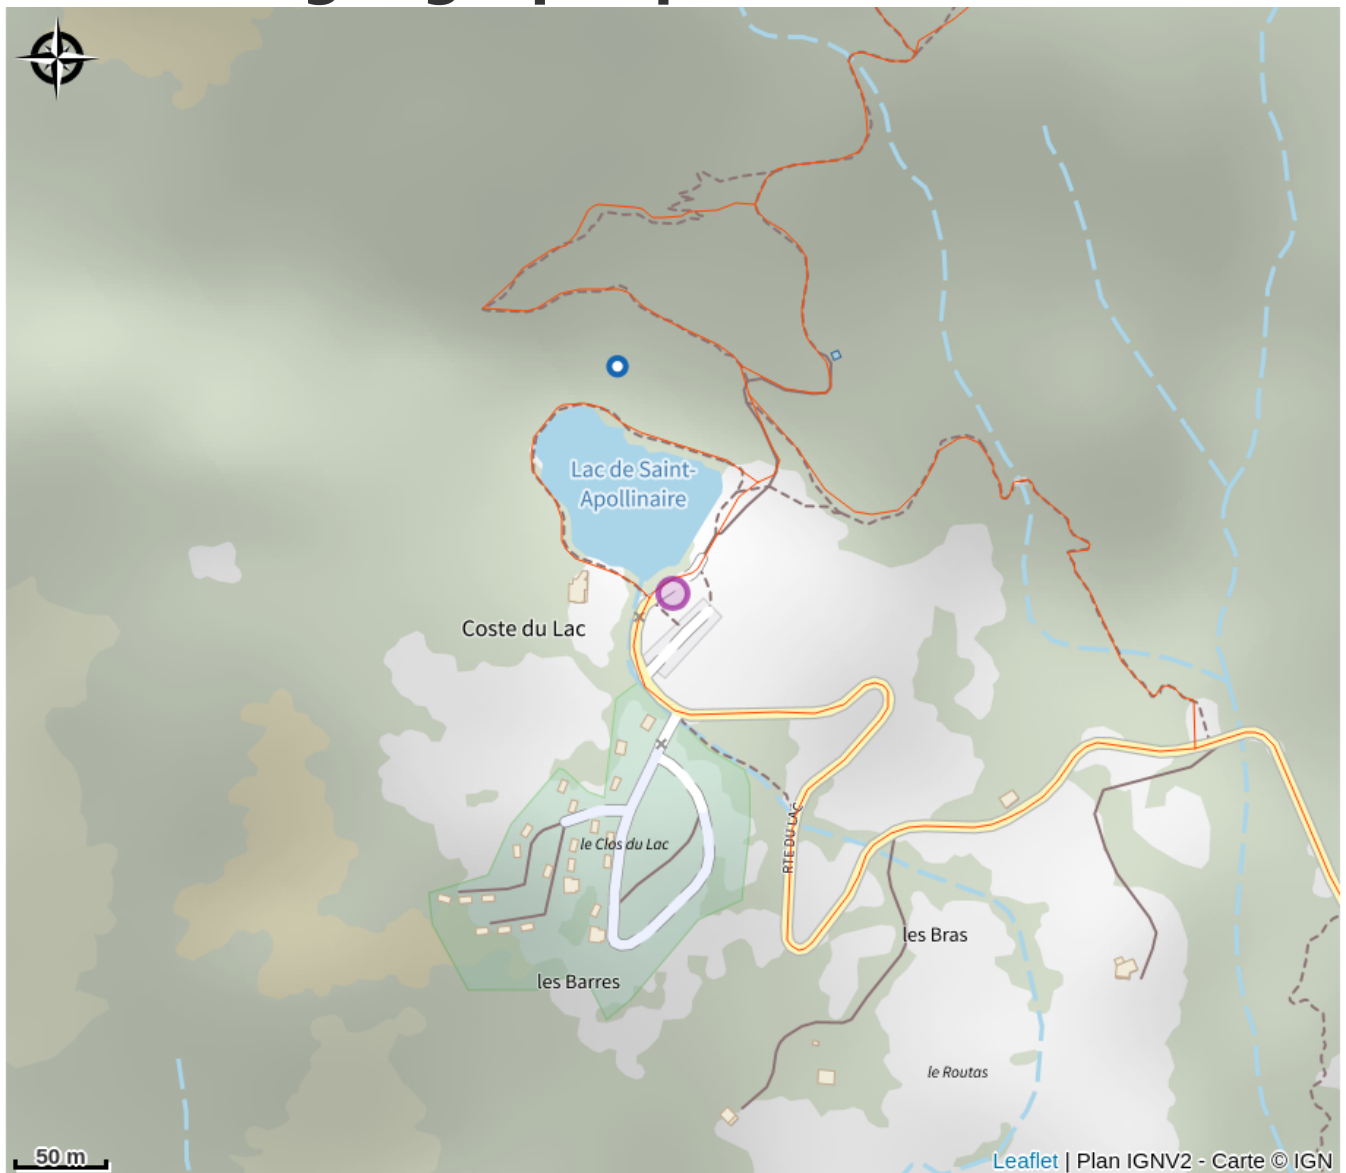 Lac de Saint-
Apollinaire
Coste du Lac
RTE DU LAC
le Clos du Lac
les Bras
les Barres
le Routas
50 m
Leaflet | Plan IGNV2 - Carte © IGN